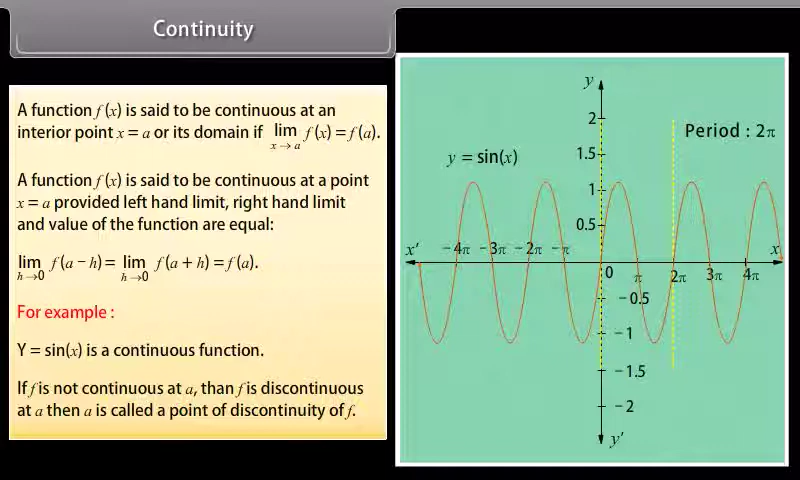 Continuity
A function f (x) is said to be continuous at an
interior point x = a or its domain if lim f (x) = f (a).
x → a
A function f (x) is said to be continuous at a point
x = a provided left hand limit, right hand limit
and value of the function are equal:
lim f (a − h) = lim f (a + h) = f (a).
h→0 h→0
For example :
Y = sin(x) is a continuous function.
If f is not continuous at a, than f is discontinuous
at a then a is called a point of discontinuity of f.
y
2
Period : 2π
1.5
y = sin(x)
1
0.5
x' −4π −3π −2π −π x
0 π 2π 3π 4π
−0.5
−1
−1.5
−2
y'